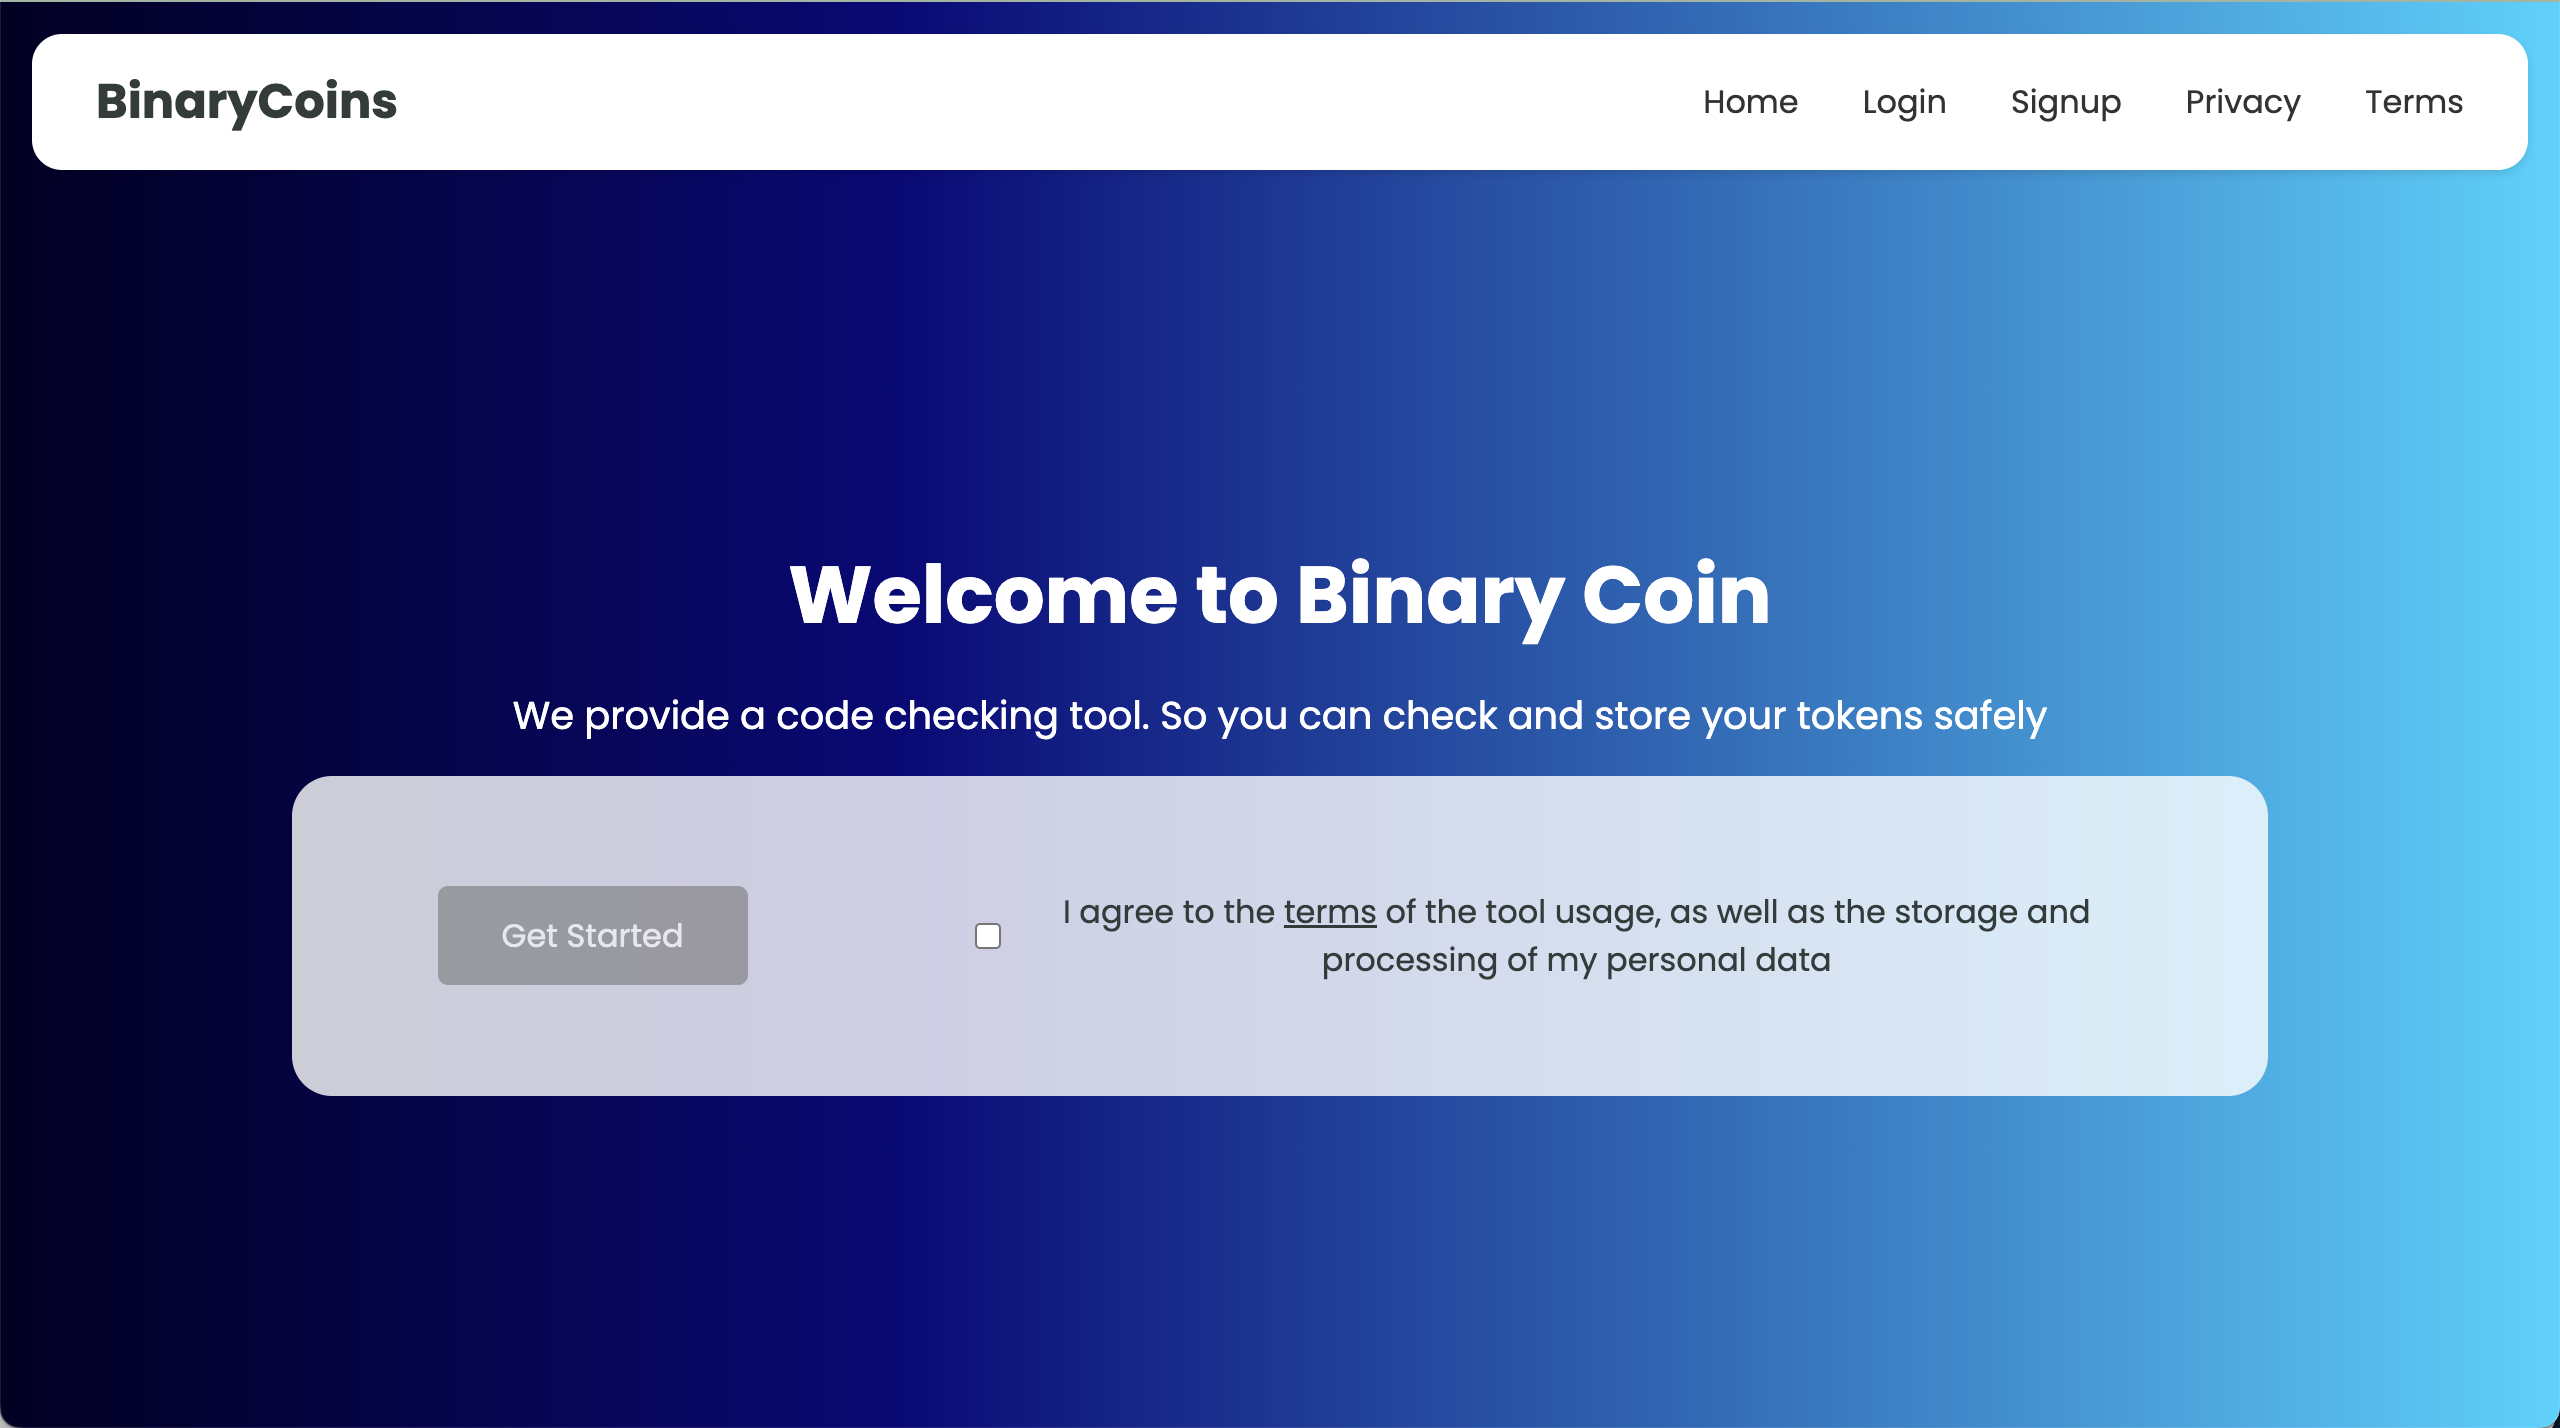 BinaryCoins
Home Login Signup Privacy Terms
Welcome to Binary Coin
We provide a code checking tool. So you can check and store your tokens safely
Get Started
I agree to the terms of the tool usage, as well as the storage and
processing of my personal data